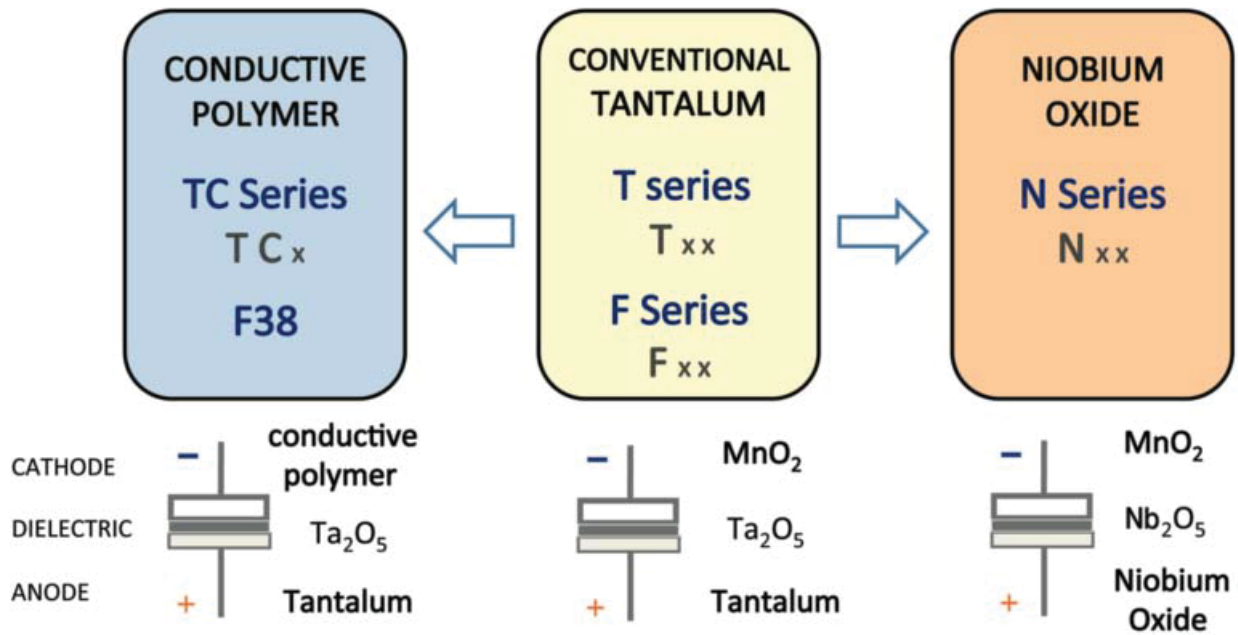 CONDUCTIVE
POLYMER
TC Series
T C x
F38
CONVENTIONAL
TANTALUM
T series
T x x
F Series
F x x
NIOBIUM
OXIDE
N Series
N x x
CATHODE
DIELECTRIC
ANODE
–
conductive
polymer
Ta₂O₅
+
Tantalum
–
MnO₂
Ta₂O₅
+
Tantalum
–
MnO₂
Nb₂O₅
+
Niobium
Oxide